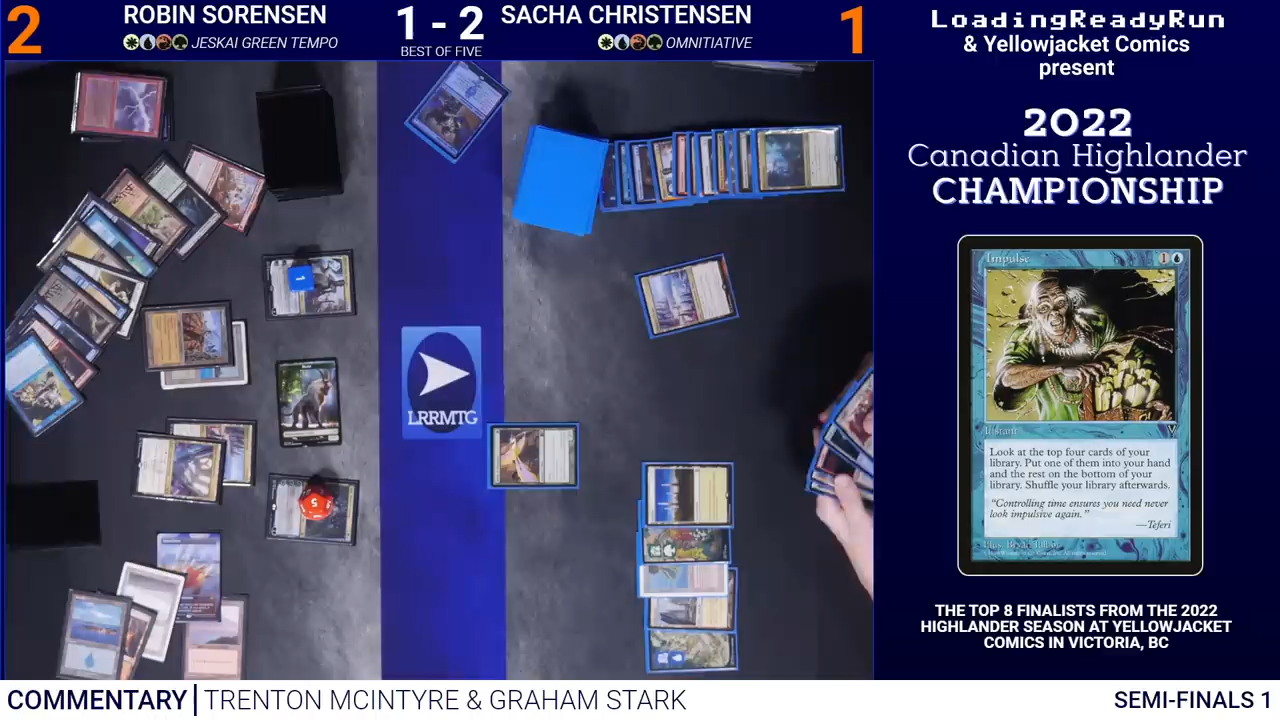 2
ROBIN SORENSEN
JESKAI GREEN TEMPO
1 - 2
BEST OF FIVE
SACHA CHRISTENSEN
OMNITIATIVE
1
LoadingReadyRun
& Yellowjacket Comics
present
2022
Canadian Highlander
CHAMPIONSHIP
Impulse
1
Instant
Look at the top four cards of your
library. Put one of them into your hand
and the rest on the bottom of your
library. Shuffle your library afterwards.
"Controlling time ensures you need never
look impulsive again."
—Teferi
LRRMTG
5
THE TOP 8 FINALISTS FROM THE 2022
HIGHLANDER SEASON AT YELLOWJACKET
COMICS IN VICTORIA, BC
COMMENTARY | TRENTON MCINTYRE & GRAHAM STARK
SEMI-FINALS 1